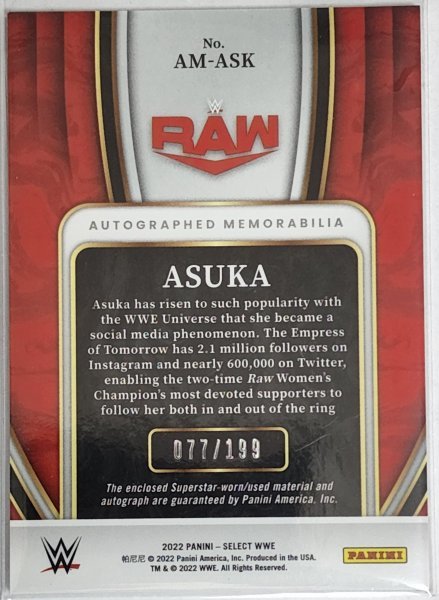 No.
AM-ASK
W
RAW
AUTOGRAPHED MEMORABILIA
ASUKA
Asuka has risen to such popularity with
the WWE Universe that she became a
social media phenomenon. The Empress
of Tomorrow has 2.1 million followers on
Instagram and nearly 600,000 on Twitter,
enabling the two-time Raw Women's
Champion's most devoted supporters to
follow her both in and out of the ring
077/199
The enclosed Superstar-worn/used material and
autograph are guaranteed by Panini America, Inc.
W
2022 PANINI – SELECT WWE
帕尼尼 © 2022 Panini America, Inc. Produced in the USA.
TM & © 2022 WWE. All Rights Reserved.
PANINI